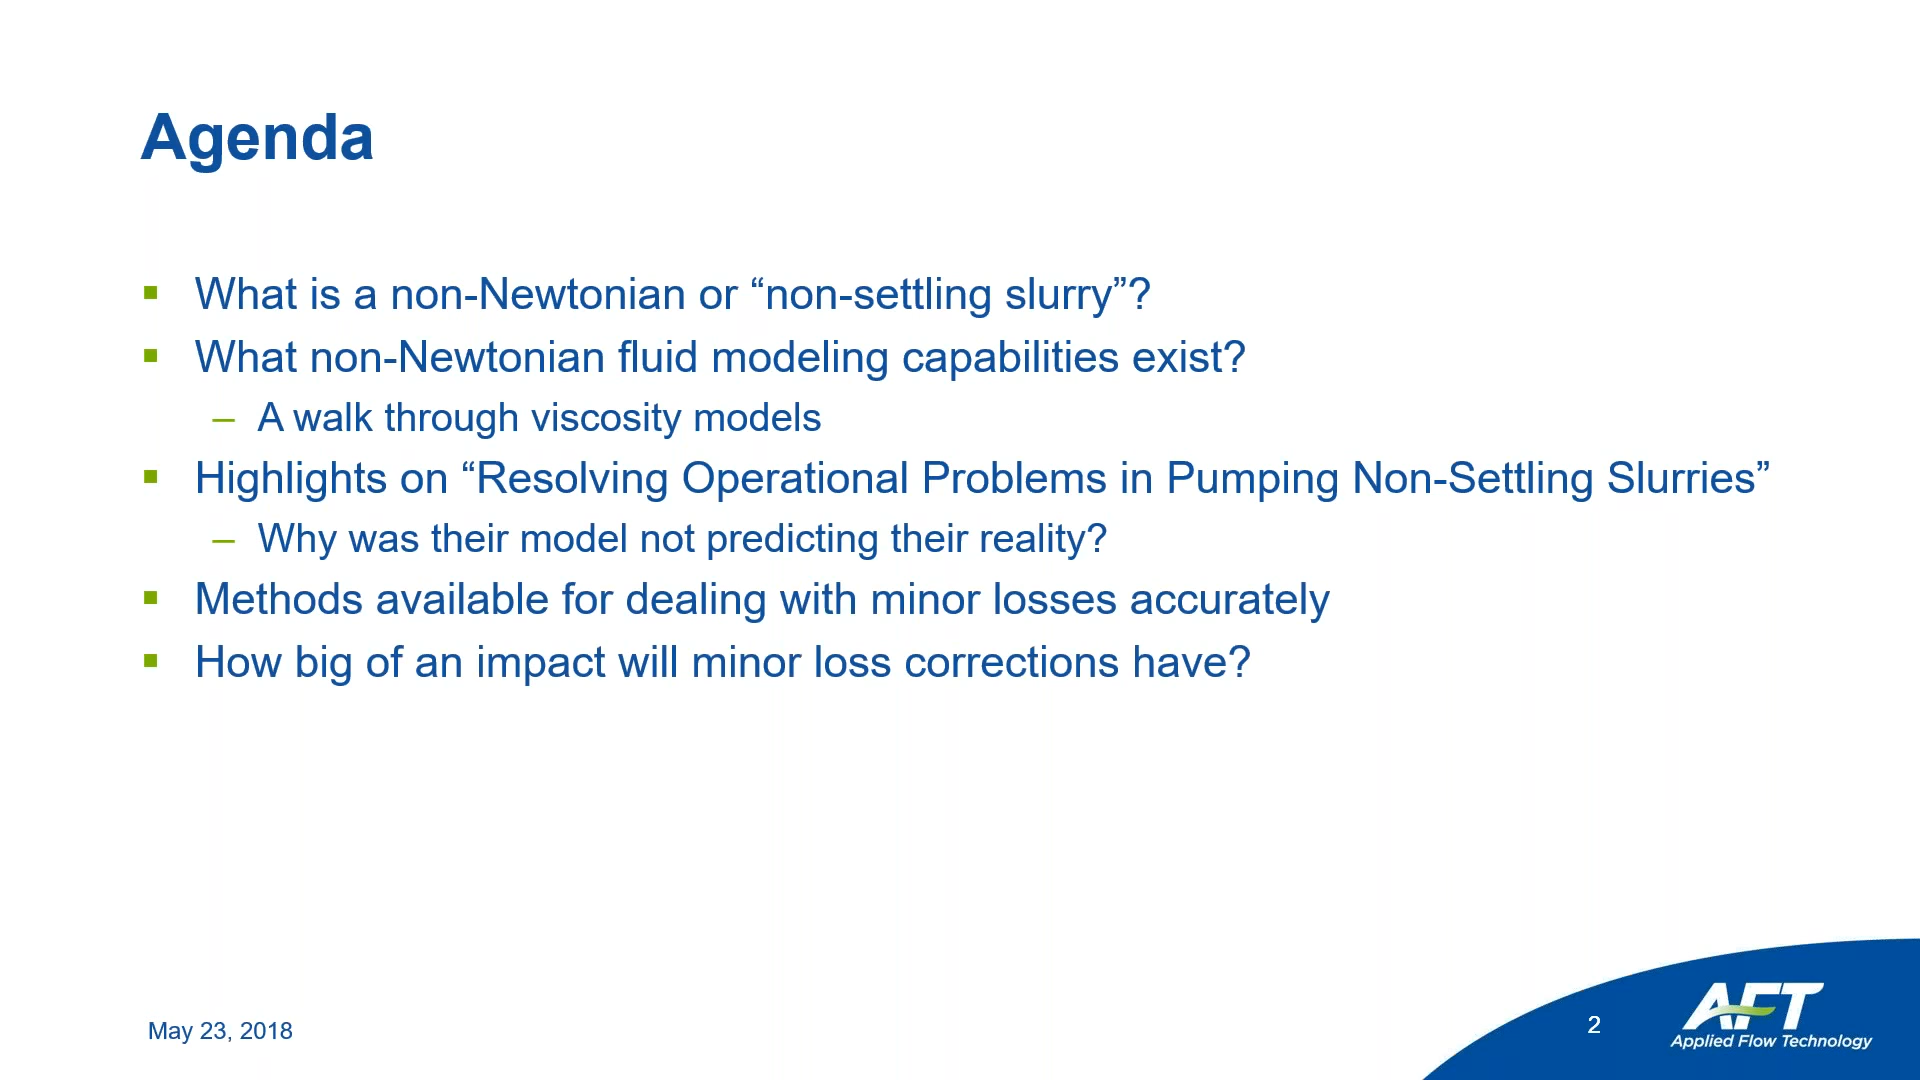 Agenda
▪ What is a non-Newtonian or “non-settling slurry”?
▪ What non-Newtonian fluid modeling capabilities exist?
– A walk through viscosity models
▪ Highlights on “Resolving Operational Problems in Pumping Non-Settling Slurries”
– Why was their model not predicting their reality?
▪ Methods available for dealing with minor losses accurately
▪ How big of an impact will minor loss corrections have?
May 23, 2018
2
AFT
Applied Flow Technology